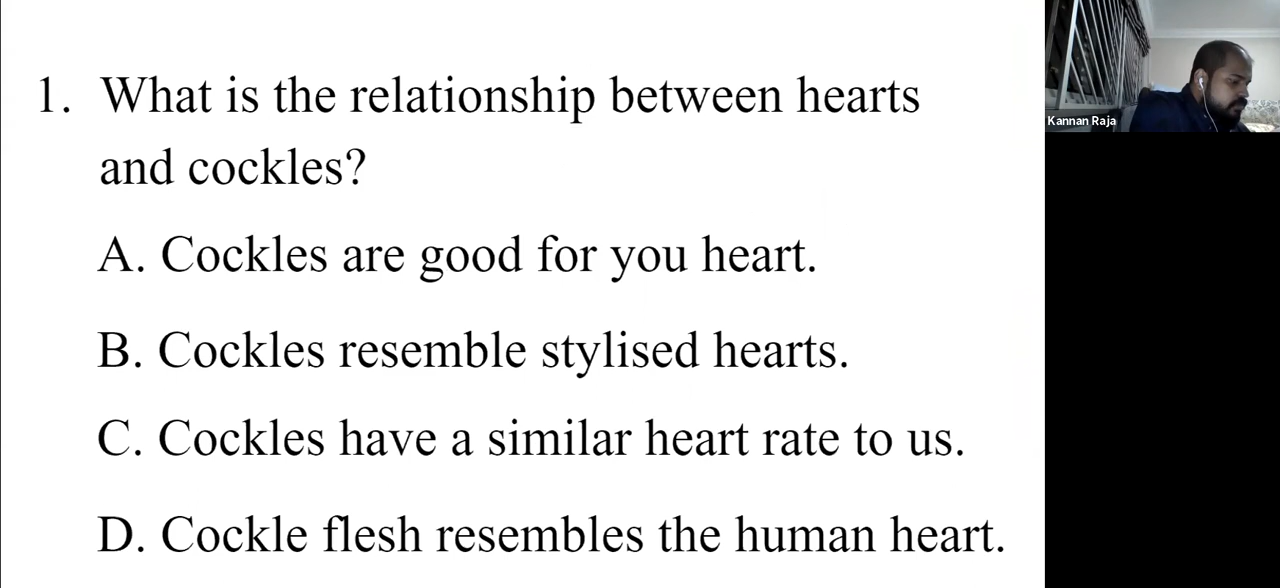 1. What is the relationship between hearts
and cockles?
A. Cockles are good for you heart.
B. Cockles resemble stylised hearts.
C. Cockles have a similar heart rate to us.
D. Cockle flesh resembles the human heart.
Kannan Raja